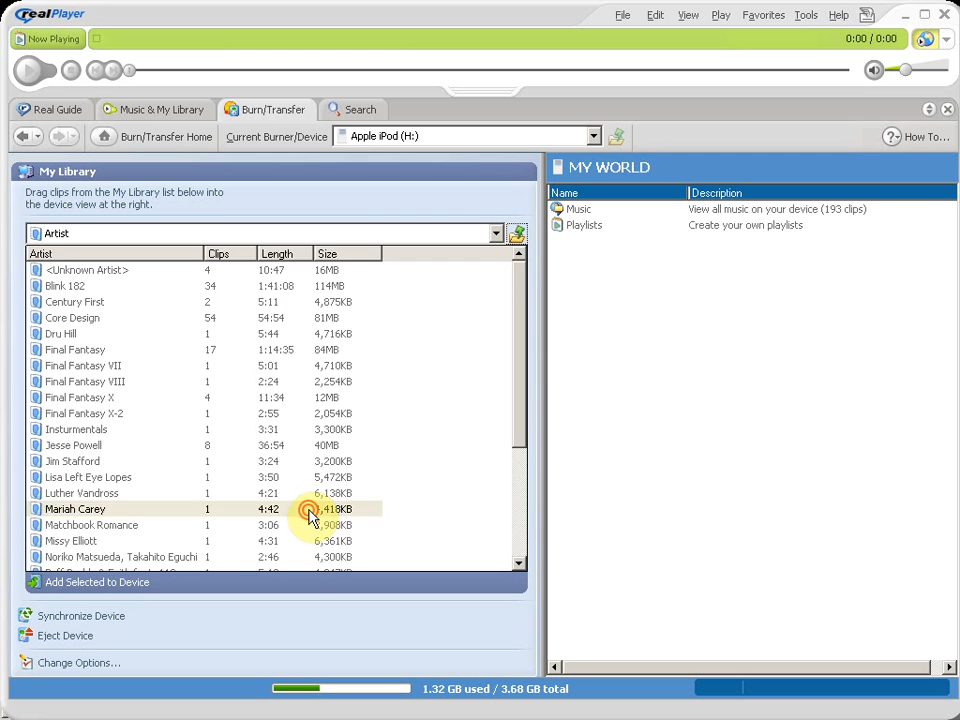 realPlayer
File Edit View Play Favorites Tools Help
Now Playing 0:00 / 0:00
Real Guide Music & My Library Burn/Transfer Search
Burn/Transfer Home Current Burner/Device Apple iPod (H:) How To...
My Library
Drag clips from the My Library list below into
the device view at the right.
Artist
Artist Clips Length Size
<Unknown Artist> 4 10:47 16MB
Blink 182 34 1:41:08 114MB
Century First 2 5:11 4,875KB
Core Design 54 54:54 81MB
Dru Hill 1 5:44 4,716KB
Final Fantasy 17 1:14:35 84MB
Final Fantasy VII 1 5:01 4,710KB
Final Fantasy VIII 1 2:24 2,254KB
Final Fantasy X 4 11:34 12MB
Final Fantasy X-2 1 2:55 2,054KB
Insturmentals 1 3:31 3,300KB
Jesse Powell 8 36:54 40MB
Jim Stafford 1 3:24 3,200KB
Lisa Left Eye Lopes 1 3:50 5,472KB
Luther Vandross 1 4:21 6,138KB
Mariah Carey 1 4:42 ,418KB
Matchbook Romance 1 3:06 ,908KB
Missy Elliott 1 4:31 6,361KB
Noriko Matsueda, Takahito Eguchi 1 2:46 4,300KB
Add Selected to Device
Synchronize Device
Eject Device
Change Options...
MY WORLD
Name Description
Music View all music on your device (193 clips)
Playlists Create your own playlists
1.32 GB used / 3.68 GB total